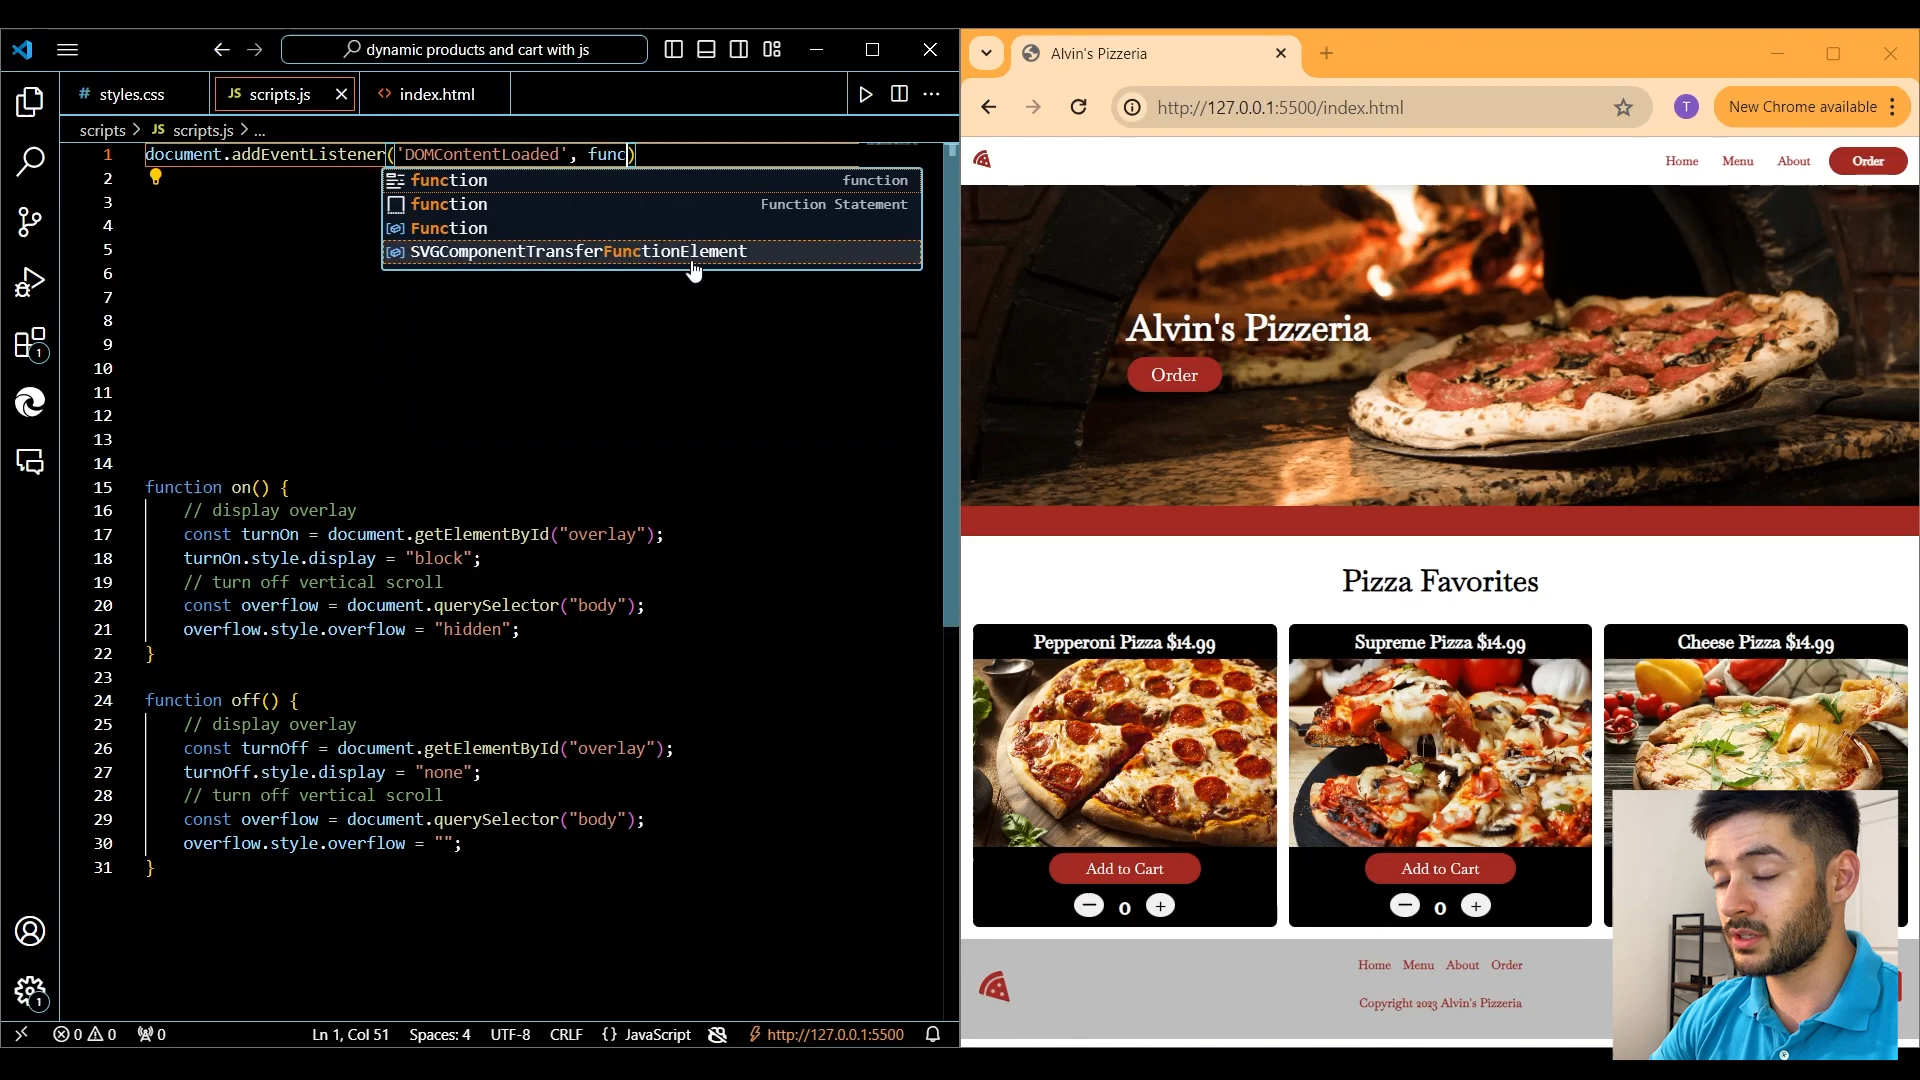 dynamic products and cart with js
# styles.css
JS scripts.js
<> index.html
scripts > JS scripts.js > ...
1 document.addEventListener('DOMContentLoaded', func)
function function
function Function Statement
Function
SVGComponentTransferFunctionElement
2
3
4
5
6
7
8
9
10
11
12
13
14
15 function on() {
16 // display overlay
17 const turnOn = document.getElementById("overlay");
18 turnOn.style.display = "block";
19 // turn off vertical scroll
20 const overflow = document.querySelector("body");
21 overflow.style.overflow = "hidden";
22 }
23
24 function off() {
25 // display overlay
26 const turnOff = document.getElementById("overlay");
27 turnOff.style.display = "none";
28 // turn off vertical scroll
29 const overflow = document.querySelector("body");
30 overflow.style.overflow = "";
31 }
1
1
0 0 0
Ln 1, Col 51 Spaces: 4 UTF-8 CRLF {} JavaScript http://127.0.0.1:5500
Alvin's Pizzeria
http://127.0.0.1:5500/index.html
T
New Chrome available
Home Menu About Order
Alvin's Pizzeria
Order
Pizza Favorites
Pepperoni Pizza $14.99
Supreme Pizza $14.99
Cheese Pizza $14.99
Add to Cart
Add to Cart
0
0
Home Menu About Order
Copyright 2023 Alvin's Pizzeria